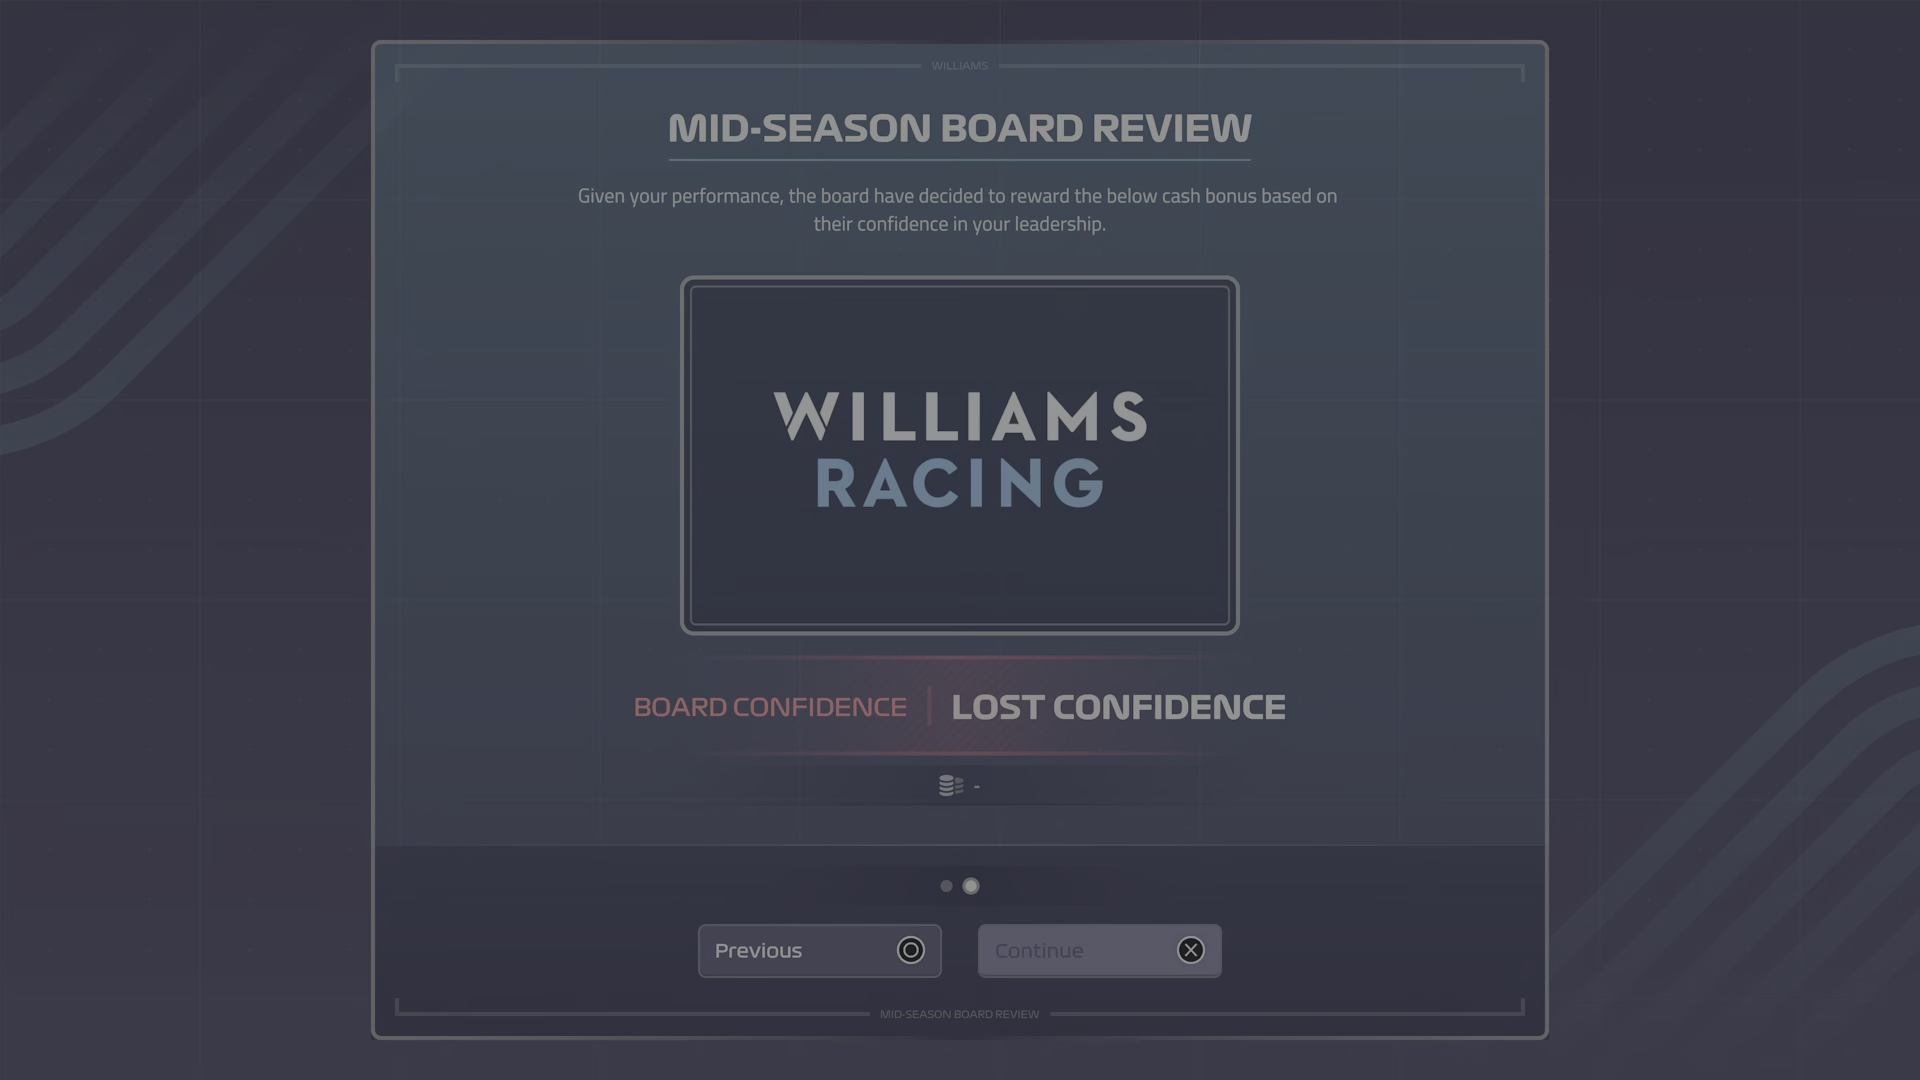 WILLIAMS
MID-SEASON BOARD REVIEW
Given your performance, the board have decided to reward the below cash bonus based on
their confidence in your leadership.
WILLIAMS
RACING
BOARD CONFIDENCE | LOST CONFIDENCE
-
Previous
Continue
MID-SEASON BOARD REVIEW